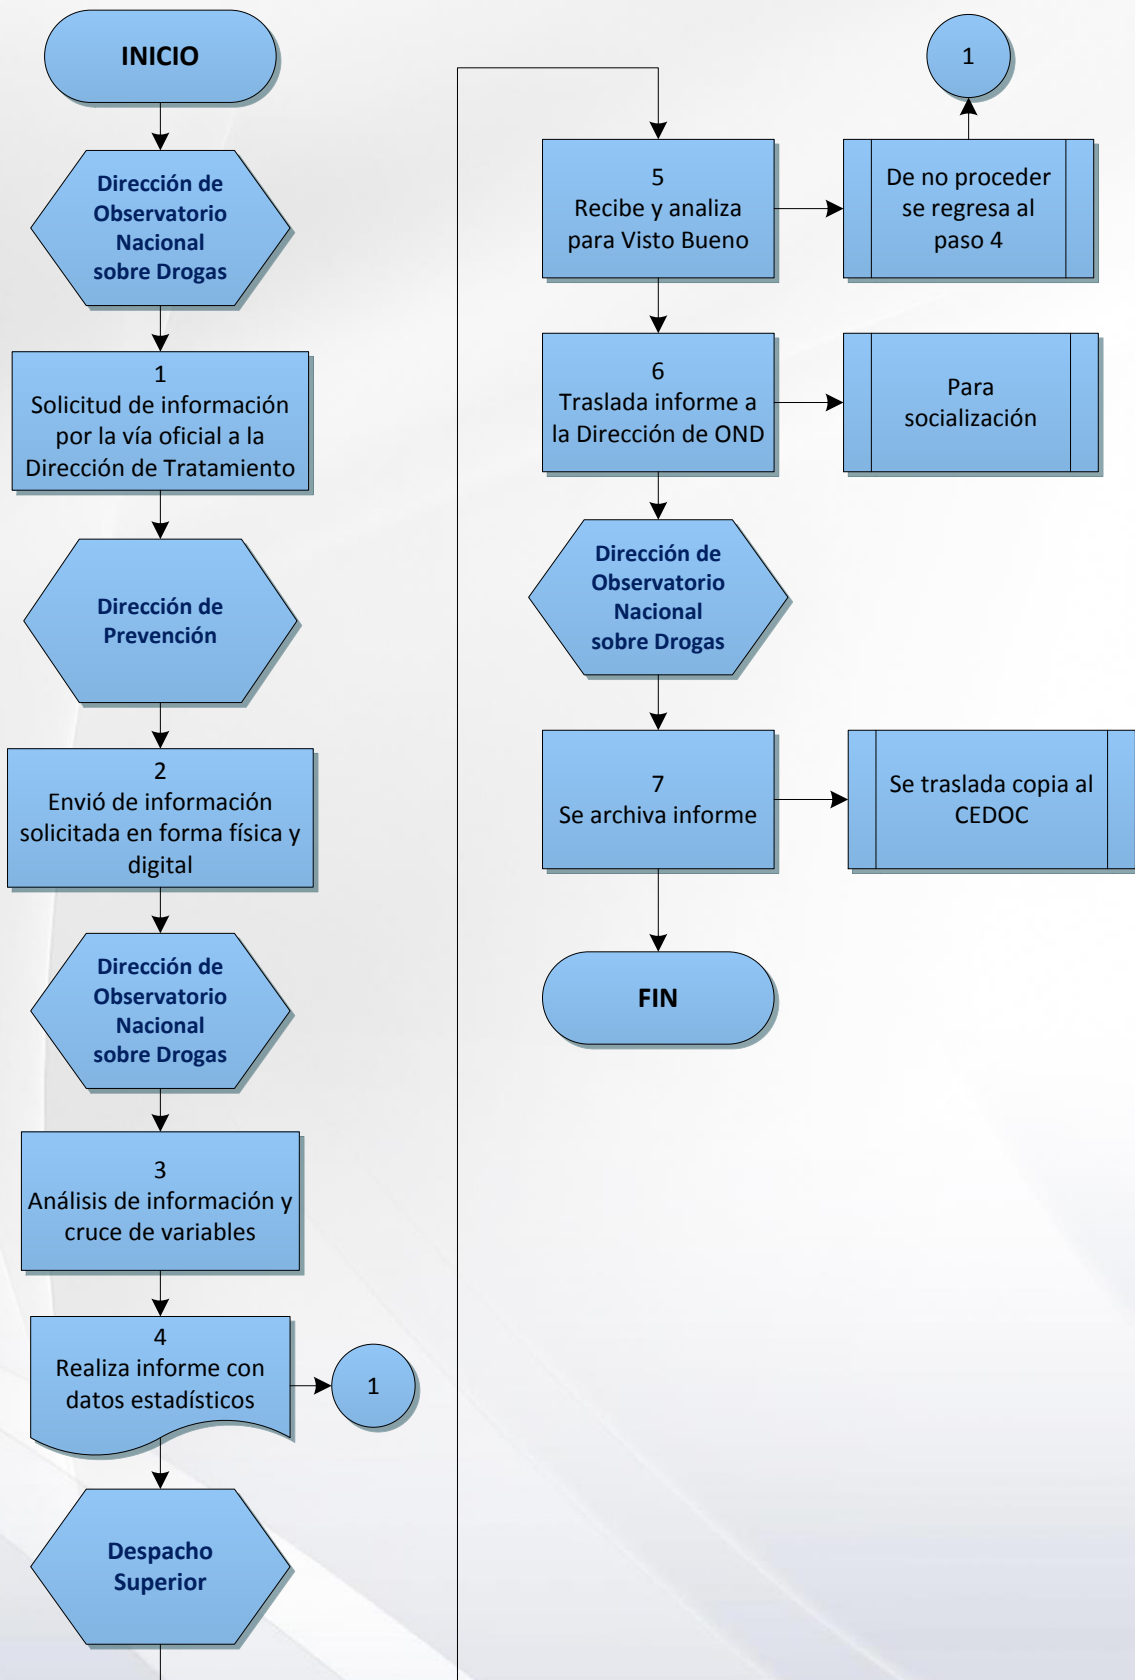 INICIO
Dirección de
Observatorio
Nacional
sobre Drogas
1
Solicitud de información
por la vía oficial a la
Dirección de Tratamiento
Dirección de
Prevención
2
Envió de información
solicitada en forma física y
digital
Dirección de
Observatorio
Nacional
sobre Drogas
3
Análisis de información y
cruce de variables
4
Realiza informe con
datos estadísticos
1
Despacho
Superior
5
Recibe y analiza
para Visto Bueno
De no proceder
se regresa al
paso 4
1
6
Traslada informe a
la Dirección de OND
Para
socialización
Dirección de
Observatorio
Nacional
sobre Drogas
7
Se archiva informe
Se traslada copia al
CEDOC
FIN